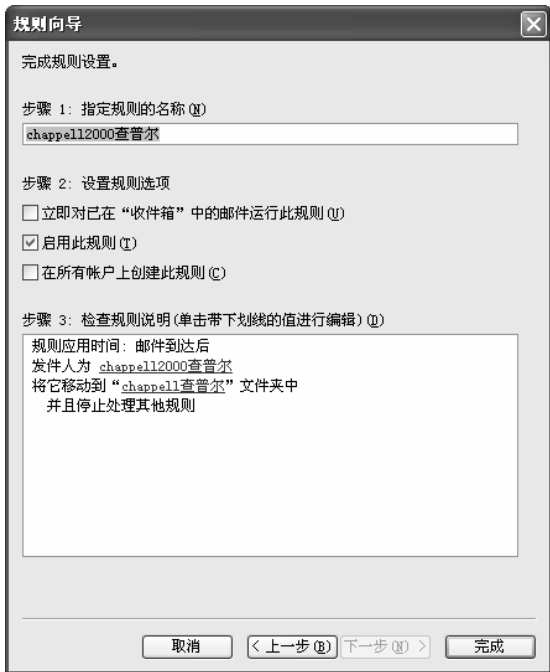 规则向导
完成规则设置。
步骤 1: 指定规则的名称(N)
chappell2000查普尔
步骤 2: 设置规则选项
立即对已在“收件箱”中的邮件运行此规则(U)
启用此规则(T)
在所有帐户上创建此规则(C)
步骤 3: 检查规则说明(单击带下划线的值进行编辑)(D)
规则应用时间: 邮件到达后
发件人为 chappell2000查普尔
将它移动到“chappell查普尔”文件夹中
并且停止处理其他规则
取消 < 上一步(B) 下一步(N) > 完成